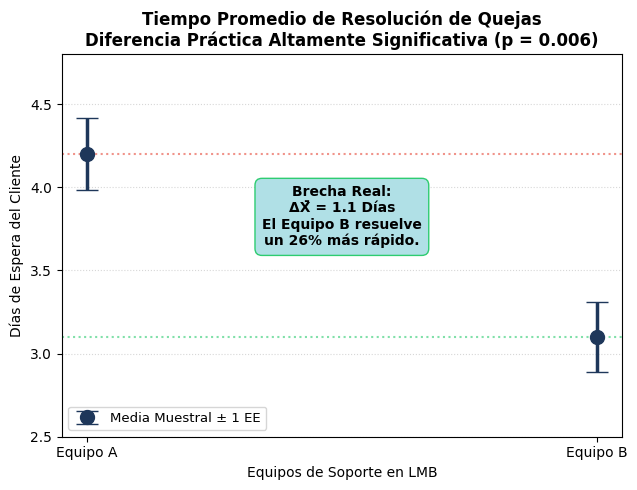 Tiempo Promedio de Resolución de Quejas
Diferencia Práctica Altamente Significativa (p = 0.006)
Días de Espera del Cliente
4.5
4.0
3.5
3.0
2.5
Brecha Real:
ΔX̄ = 1.1 Días
El Equipo B resuelve
un 26% más rápido.
Media Muestral ± 1 EE
Equipo A
Equipo B
Equipos de Soporte en LMB